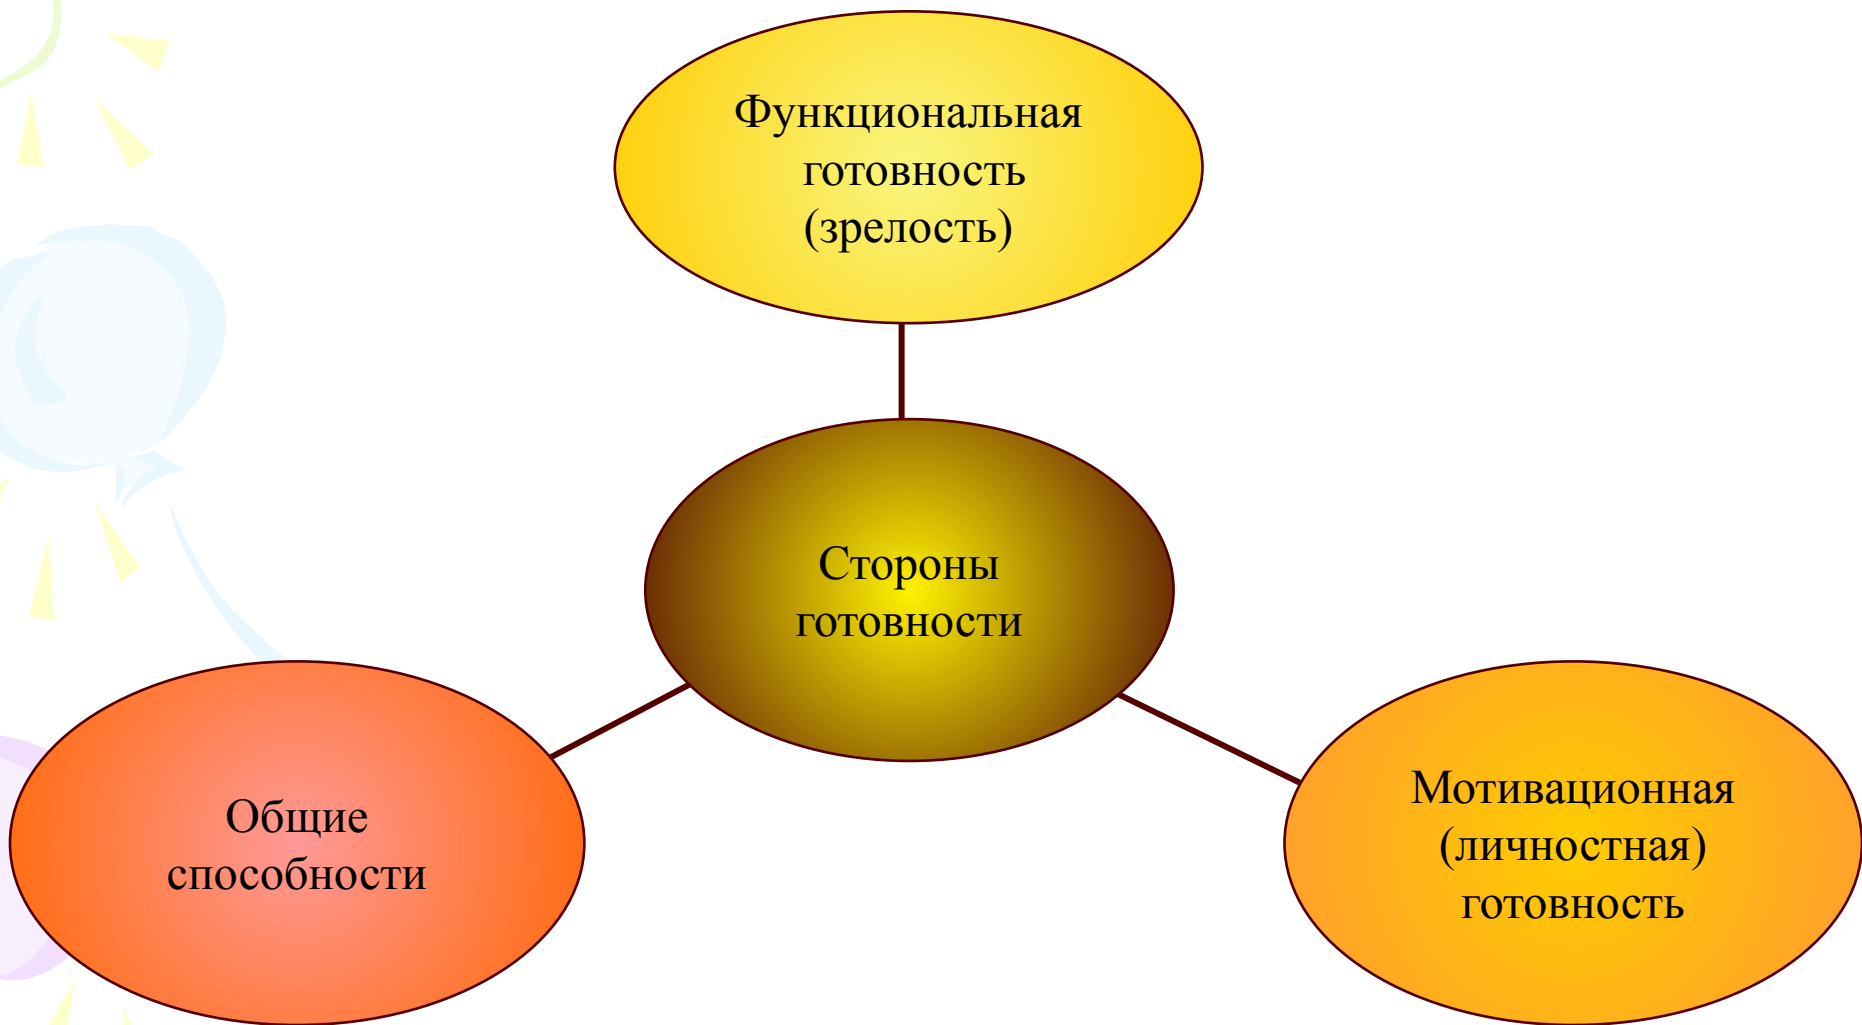 Функциональная
готовность
(зрелость)
Стороны
готовности
Общие
способности
Мотивационная
(личностная)
готовность